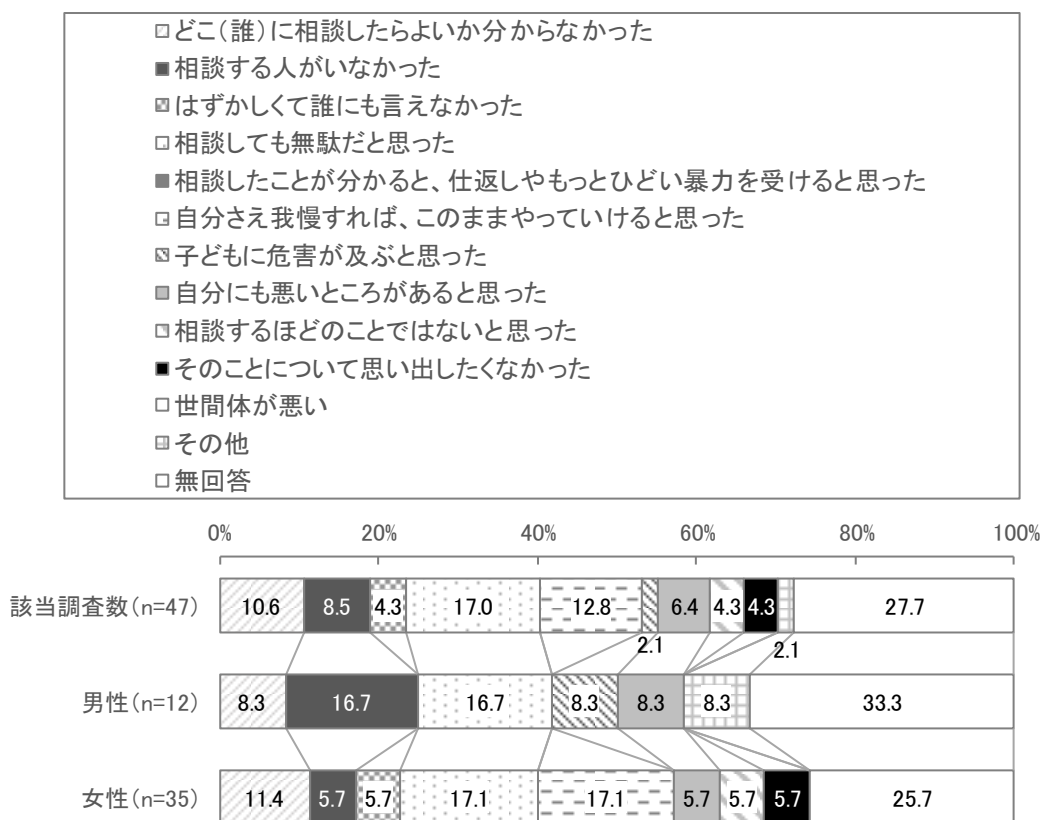 どこ(誰)に相談したらよいか分からなかった
相談する人がいなかった
はずかしくて誰にも言えなかった
相談しても無駄だと思った
相談したことが分かると、仕返しやもっとひどい暴力を受けると思った
自分さえ我慢すれば、このままやっていけると思った
子どもに危害が及ぶと思った
自分にも悪いところがあると思った
相談するほどのことではないと思った
そのことについて思い出したくなかった
世間体が悪い
その他
無回答
0% 20% 40% 60% 80% 100%
該当調査数(n=47) 10.6 8.5 4.3 17.0 12.8 6.4 4.3 4.3 27.7
2.1 2.1
男性(n=12) 8.3 16.7 16.7 8.3 8.3 8.3 33.3
女性(n=35) 11.4 5.7 5.7 17.1 17.1 5.7 5.7 5.7 25.7